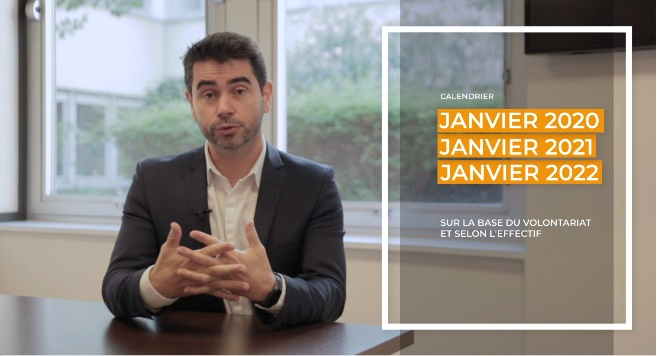 CALENDRIER
JANVIER 2020
JANVIER 2021
JANVIER 2022
SUR LA BASE DU VOLONTARIAT
ET SELON L'EFFECTIF